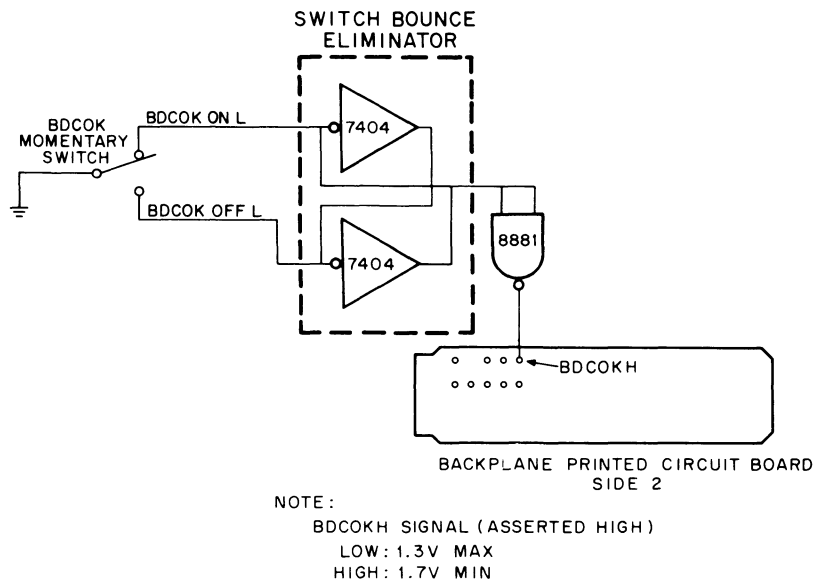 SWITCH BOUNCE
ELIMINATOR
BDCOK
MOMENTARY
SWITCH
BDCOK ON L
7404
BDCOK OFF L
7404
8881
BDCOKH
BACKPLANE PRINTED CIRCUIT BOARD
SIDE 2
NOTE:
BDCOKH SIGNAL (ASSERTED HIGH)
LOW: 1.3V MAX
HIGH: 1.7V MIN